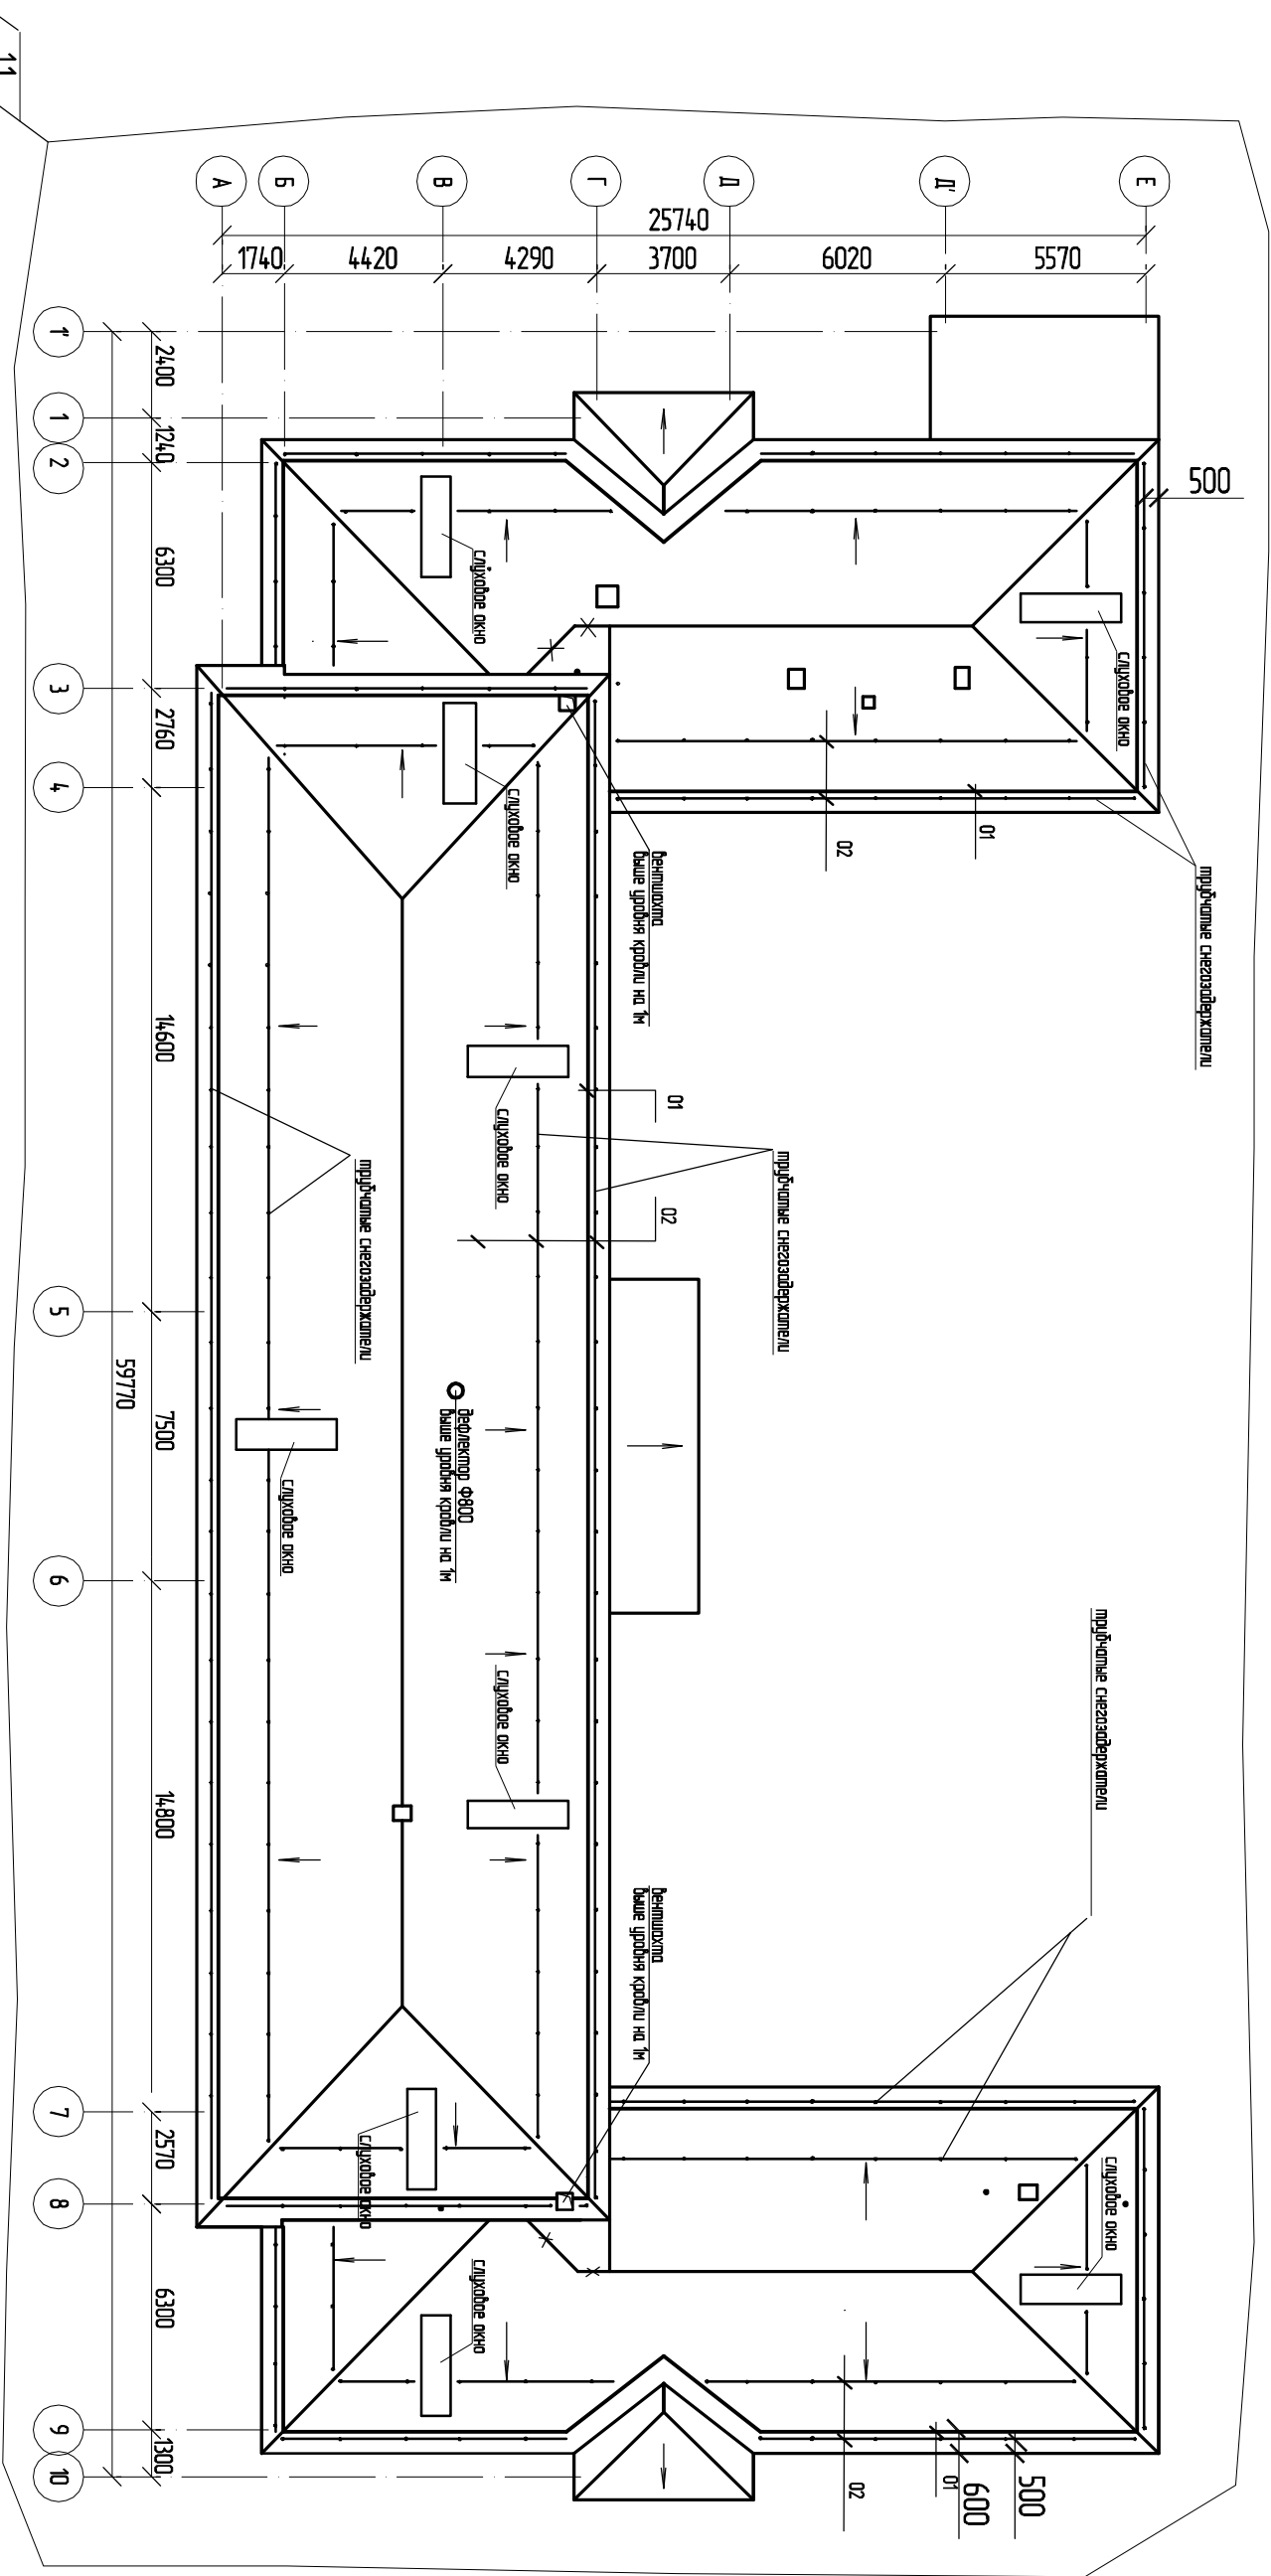 11
А
Б
В
Г
Д
Д'
Е
25740
1740
4420
4290
3700
6020
5570
1'
1
2
3
4
5
6
7
8
9
10
2400
1240
6300
2760
14600
7500
14800
2570
6300
1300
59770
500
слуховое окно
слуховое окно
слуховое окно
01
02
трубчатые снегозадержатели
вентшахта
выше уровня кровли на 1м
слуховое окно
01
02
трубчатые снегозадержатели
трубчатые снегозадержатели
дефлектор Ф800
выше уровня кровли на 1м
слуховое окно
слуховое окно
трубчатые снегозадержатели
вентшахта
выше уровня кровли на 1м
слуховое окно
слуховое окно
слуховое окно
02
01
600
500